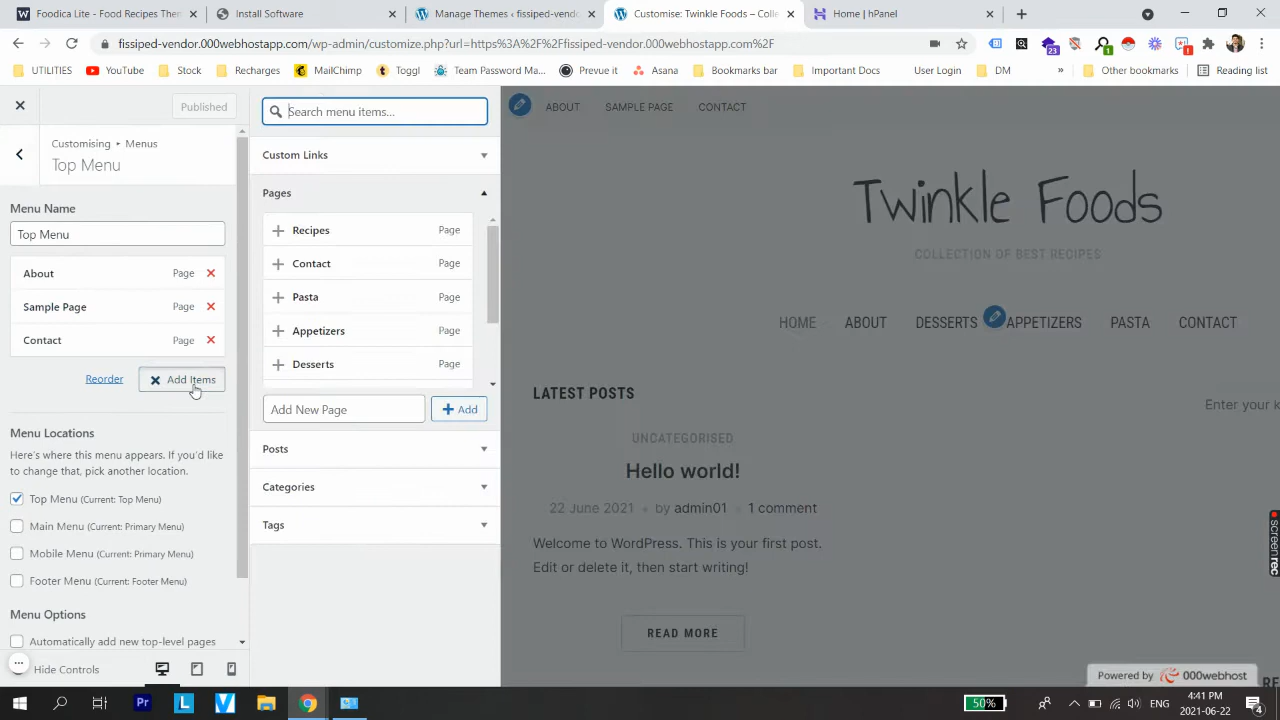 Foodica Lite - Food Recipes Them
Install Software
Manage Themes ‹ fissiped-vendor.
Customise: Twinkle Foods – Colle
Home | hPanel
fissiped-vendor.000webhostapp.com/wp-admin/customize.php?url=https%3A%2F%2Ffissiped-vendor.000webhostapp.com%2F
23
1
1
UTILITIES
YouTube
Stock
Recharges
MailChimp
Toggl
Team Password Ma...
Prevue it
Asana
Bookmarks bar
Important Docs
User Login
DM
»
Other bookmarks
Reading list
Published
Customising ▸ Menus
Top Menu
Menu Name
Top Menu
About Page
Sample Page Page
Contact Page
Reorder
Add Items
Menu Locations
Here's where this menu appears. If you'd like
to change that, pick another location.
Top Menu (Current: Top Menu)
Main Menu (Current: Primary Menu)
Mobile Menu (Current: Primary Menu)
Footer Menu (Current: Footer Menu)
Menu Options
Automatically add new top-level pages
Hide Controls
Search menu items...
Custom Links
Pages
Recipes Page
Contact Page
Pasta Page
Appetizers Page
Desserts Page
Add New Page
Add
Posts
Categories
Tags
ABOUT
SAMPLE PAGE
CONTACT
Twinkle Foods
COLLECTION OF BEST RECIPES
HOME
ABOUT
DESSERTS
APPETIZERS
PASTA
CONTACT
LATEST POSTS
Enter your k
UNCATEGORISED
Hello world!
22 June 2021 • by admin01 • 1 comment
Welcome to WordPress. This is your first post.
Edit or delete it, then start writing!
READ MORE
screenrec
Powered by 000webhost
RE
Pr
L
V
50%
ENG
4:41 PM
2021-06-22
4